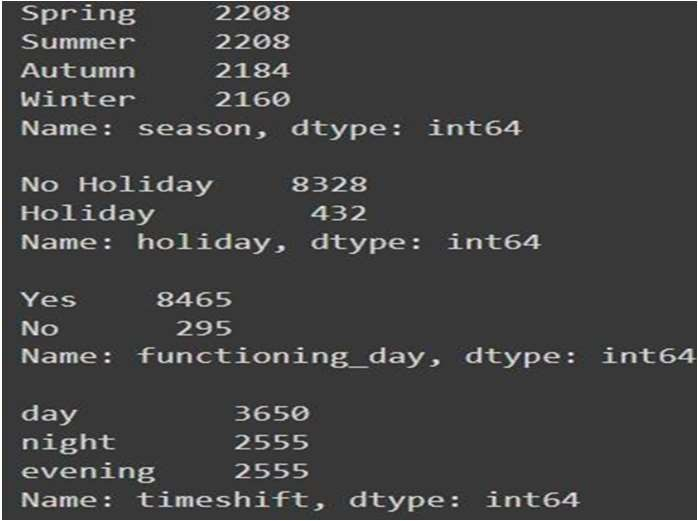 Spring    2208
Summer    2208
Autumn    2184
Winter    2160
Name: season, dtype: int64
No Holiday    8328
Holiday        432
Name: holiday, dtype: int64
Yes    8465
No      295
Name: functioning_day, dtype: int64
day        3650
night      2555
evening    2555
Name: timeshift, dtype: int64